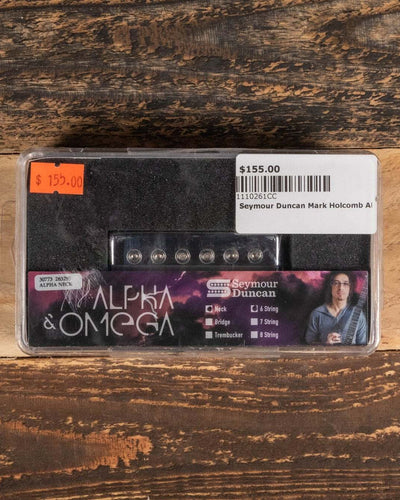 $155.00
1110261CC
Seymour Duncan Mark Holcomb Al
$ 155.00
ALPHA NECK
ALPHA
& OMEGA
Seymour
Duncan
Neck
6 String
Bridge
7 String
Trembucker
8 String